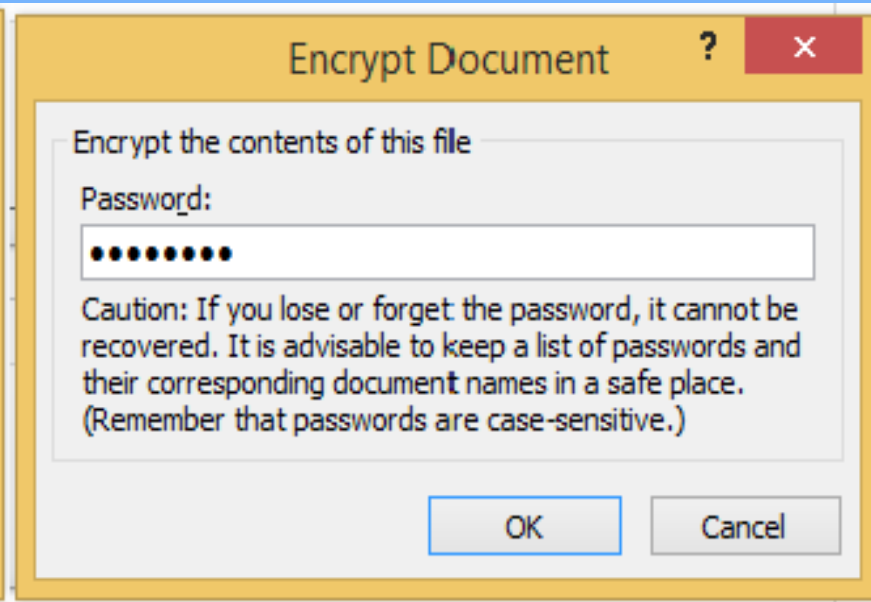 Encrypt Document
?
×
Encrypt the contents of this file
Password:
••••••••
Caution: If you lose or forget the password, it cannot be
recovered. It is advisable to keep a list of passwords and
their corresponding document names in a safe place.
(Remember that passwords are case-sensitive.)
OK
Cancel